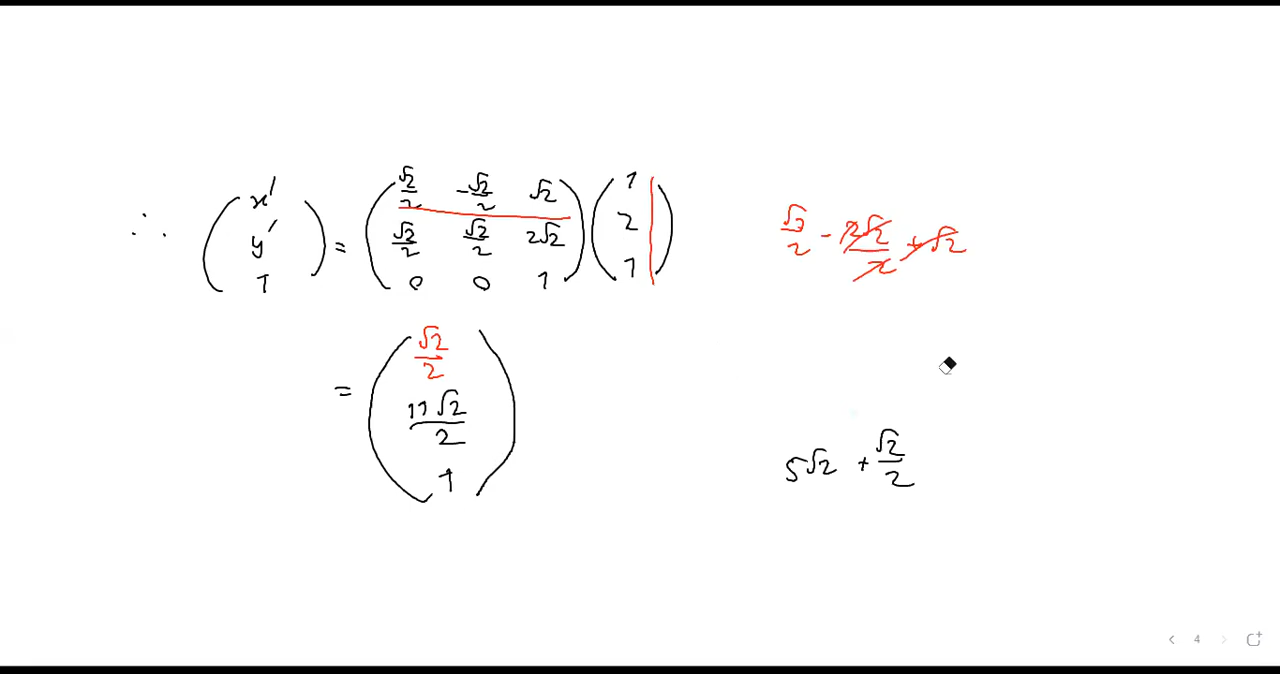 ∴ (x′ y′ 1) = (√2/2 -√2/2 √2; √2/2 √2/2 2√2; 0 0 1) (1 2 1)
√2/2 - 2√2/2 + √2
= (√2/2 11√2/2 1)
5√2 + √2/2
4